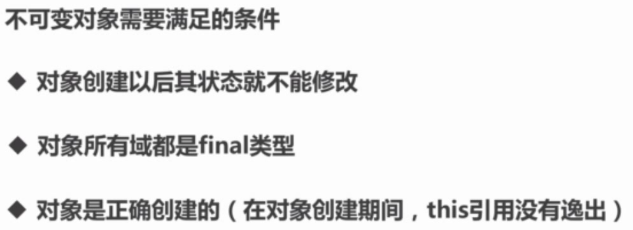 不可变对象需要满足的条件
◆ 对象创建以后其状态就不能修改
◆ 对象所有域都是final类型
◆ 对象是正确创建的（在对象创建期间，this引用没有逸出）